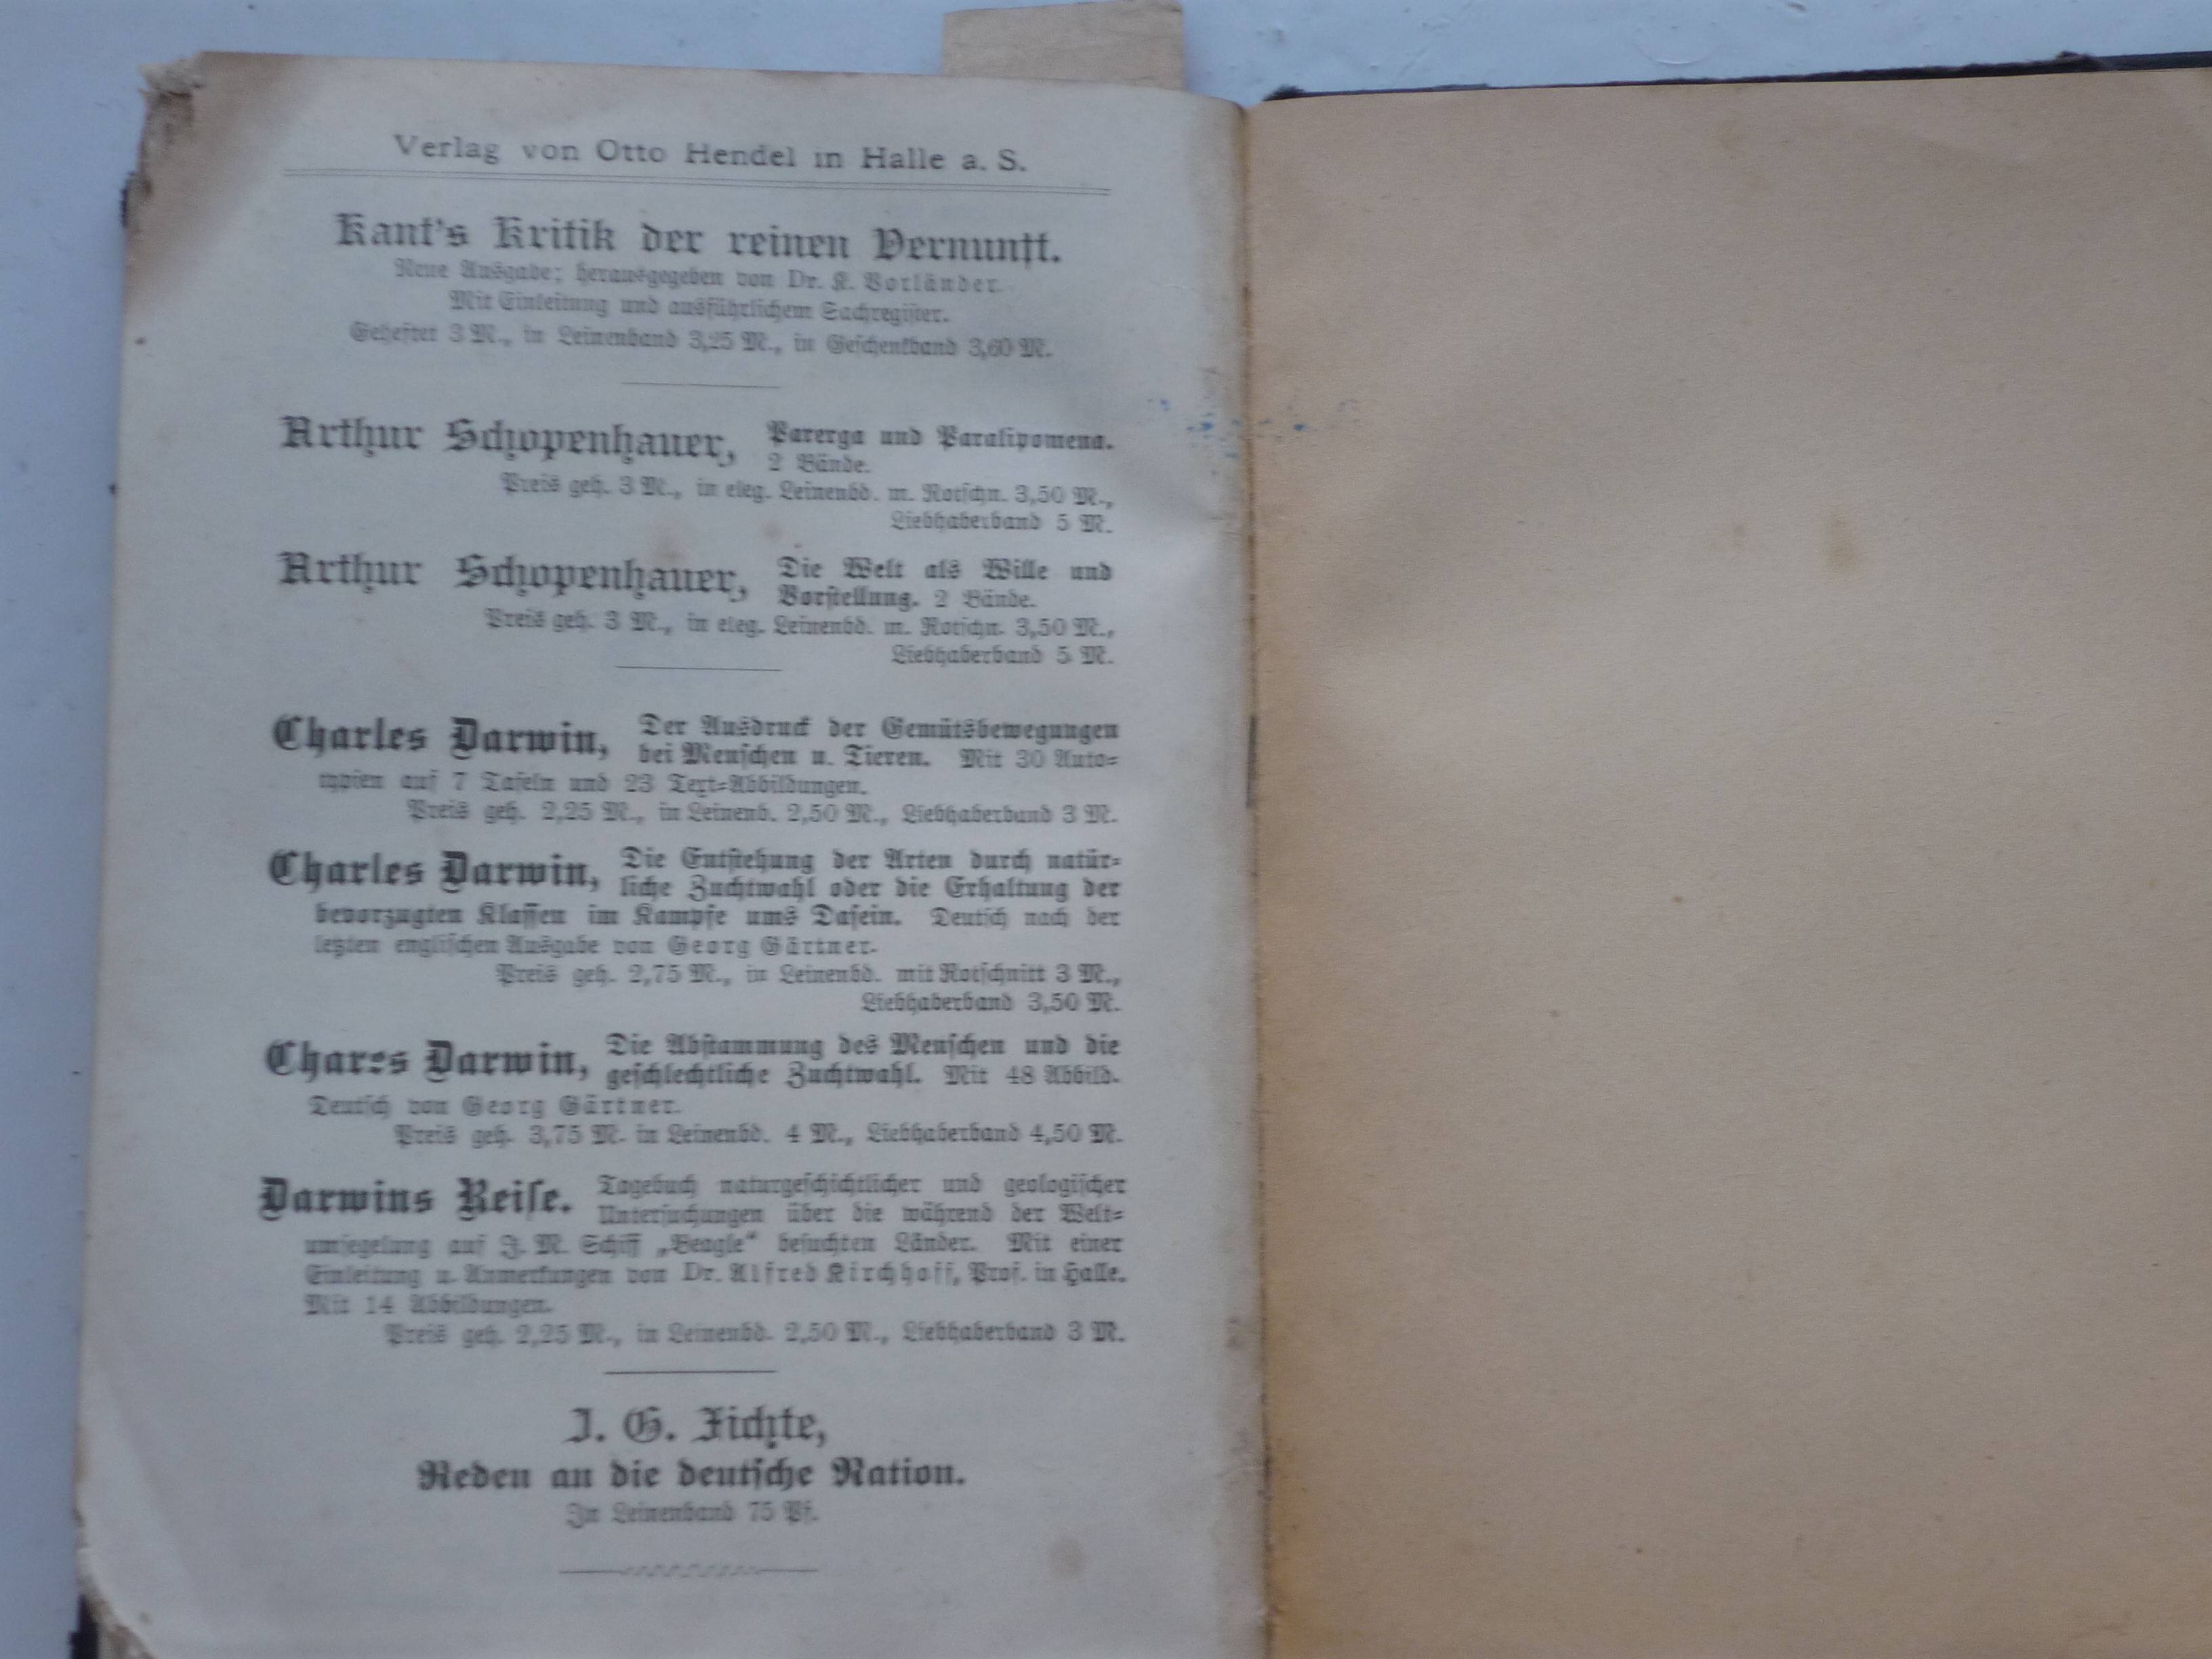 Verlag von Otto Hendel in Halle a. S.
Kant's Kritik der reinen Vernunft.
Neue Ausgabe; herausgegeben von Dr. K. Vorländer.
Mit Einleitung und ausführlichem Sachregister.
Geheftet 3 M., in Leinenband 3,25 M., in Geschenkband 3,60 M.
Arthur Schopenhauer, Parerga und Paralipomena.
2 Bände.
Preis geh. 3 M., in eleg. Leinenbd. m. Rotschn. 3,50 M.,
Liebhaberband 5 M.
Arthur Schopenhauer, Die Welt als Wille und
Vorstellung. 2 Bände.
Preis geh. 3 M., in eleg. Leinenbd. m. Rotschn. 3,50 M.,
Liebhaberband 5 M.
Charles Darwin, Der Ausdruck der Gemütsbewegungen
bei Menschen u. Tieren. Mit 30 Auto-
typien auf 7 Tafeln und 23 Text-Abbildungen.
Preis geh. 2,25 M., in Leinenb. 2,50 M., Liebhaberband 3 M.
Charles Darwin, Die Entstehung der Arten durch natür-
liche Zuchtwahl oder die Erhaltung der
bevorzugten Klassen im Kampfe ums Dasein. Deutsch nach der
letzten englischen Ausgabe von Georg Gärtner.
Preis geh. 2,75 M., in Leinenbd. mit Rotschnitt 3 M.,
Liebhaberband 3,50 M.
Darwin, Die Abstammung des Menschen und die
geschlechtliche Zuchtwahl. Mit 48 Abbild.
Deutsch von Georg Gärtner.
Preis geh. 3,75 M. in Leinenbd. 4 M., Liebhaberband 4,50 M.
Darwins Reise. Tagebuch naturgeschichtlicher und geologischer
Untersuchungen über die während der Welt-
umsegelung auf J. M. Schiff „Beagle“ besuchten Länder. Mit einer
Einleitung u. Anmerkungen von Dr. Alfred Kirchhoff, Prof. in Halle.
Mit 14 Abbildungen.
Preis geh. 2,25 M., in Leinenbd. 2,50 M., Liebhaberband 3 M.
J. G. Fichte,
Reden an die deutsche Nation.
In Leinenband 75 Pf.